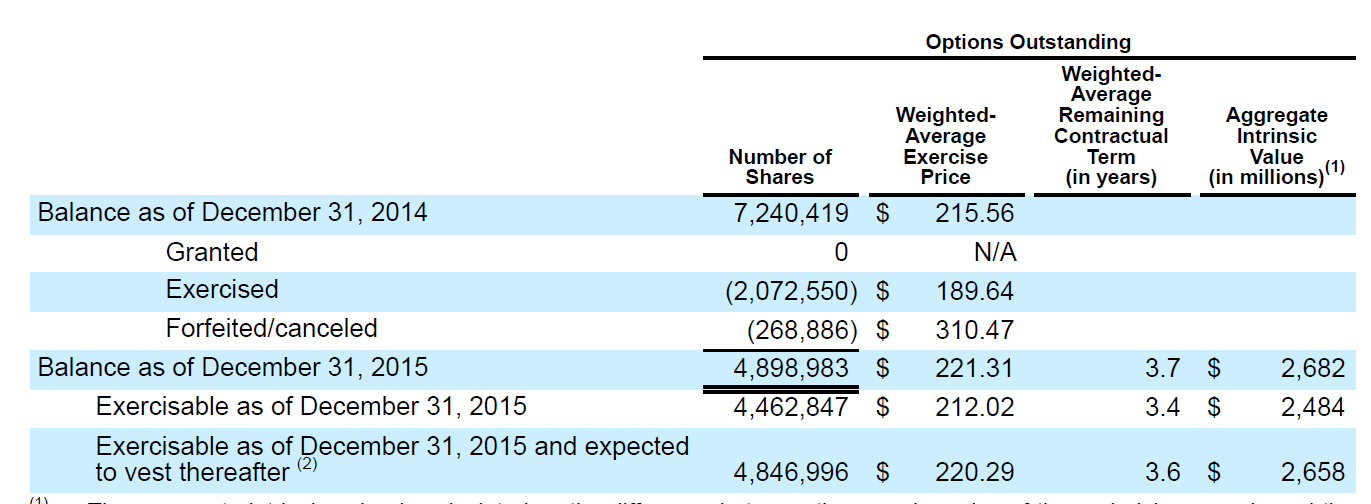 Options Outstanding
Number of Shares
Weighted-Average Exercise Price
Weighted-Average Remaining Contractual Term (in years)
Aggregate Intrinsic Value (in millions)(1)
Balance as of December 31, 2014 7,240,419 $ 215.56
Granted 0 N/A
Exercised (2,072,550) $ 189.64
Forfeited/canceled (268,886) $ 310.47
Balance as of December 31, 2015 4,898,983 $ 221.31 3.7 $ 2,682
Exercisable as of December 31, 2015 4,462,847 $ 212.02 3.4 $ 2,484
Exercisable as of December 31, 2015 and expected
to vest thereafter (2) 4,846,996 $ 220.29 3.6 $ 2,658
(1)